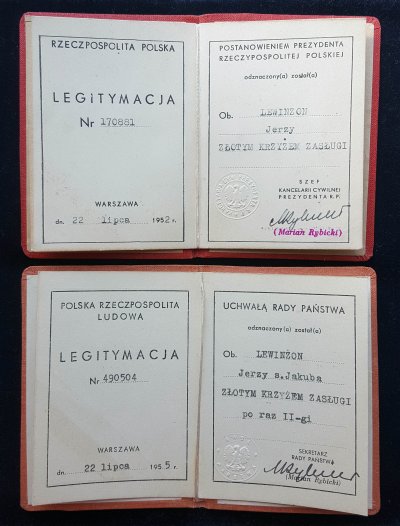 RZECZPOSPOLITA POLSKA
LEGITYMACJA
Nr 170881
WARSZAWA
dn. 22 lipca 1952 r.
POSTANOWIENIEM PREZYDENTA
RZECZYPOSPOLITEJ POLSKIEJ
odznaczony(a) został(a)
Ob. LEWINŻON
Jerzy
ZŁOTYM KRZYŻEM ZASŁUGI
SZEF
KANCELARII CYWILNEJ
PREZYDENTA R.P.
(Marian Rybicki)
POLSKA RZECZPOSPOLITA
LUDOWA
LEGITYMACJA
Nr 490504
WARSZAWA
dn. 22 lipca 1955 r.
UCHWAŁĄ RADY PAŃSTWA
odznaczony(a) został(a)
Ob. LEWINŻON
Jerzy s.Jakuba
ZŁOTYM KRZYŻEM ZASŁUGI
po raz II-gi
SEKRETARZ
RADY PAŃSTWA
(Marian Rybicki)